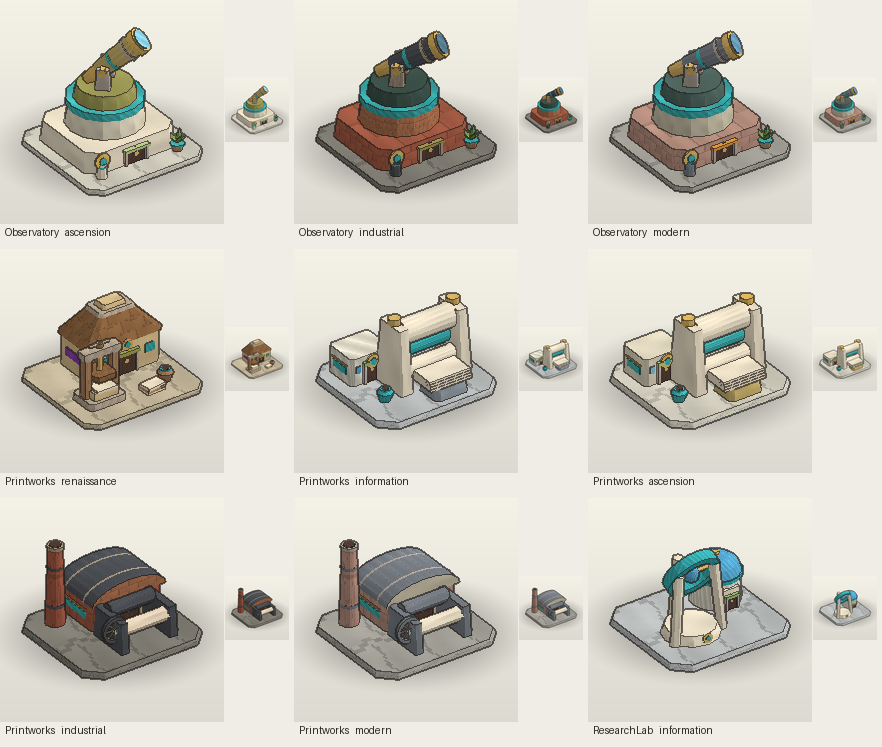 Observatory ascension
Observatory industrial
Observatory modern
Printworks renaissance
Printworks information
Printworks ascension
Printworks industrial
Printworks modern
ResearchLab information